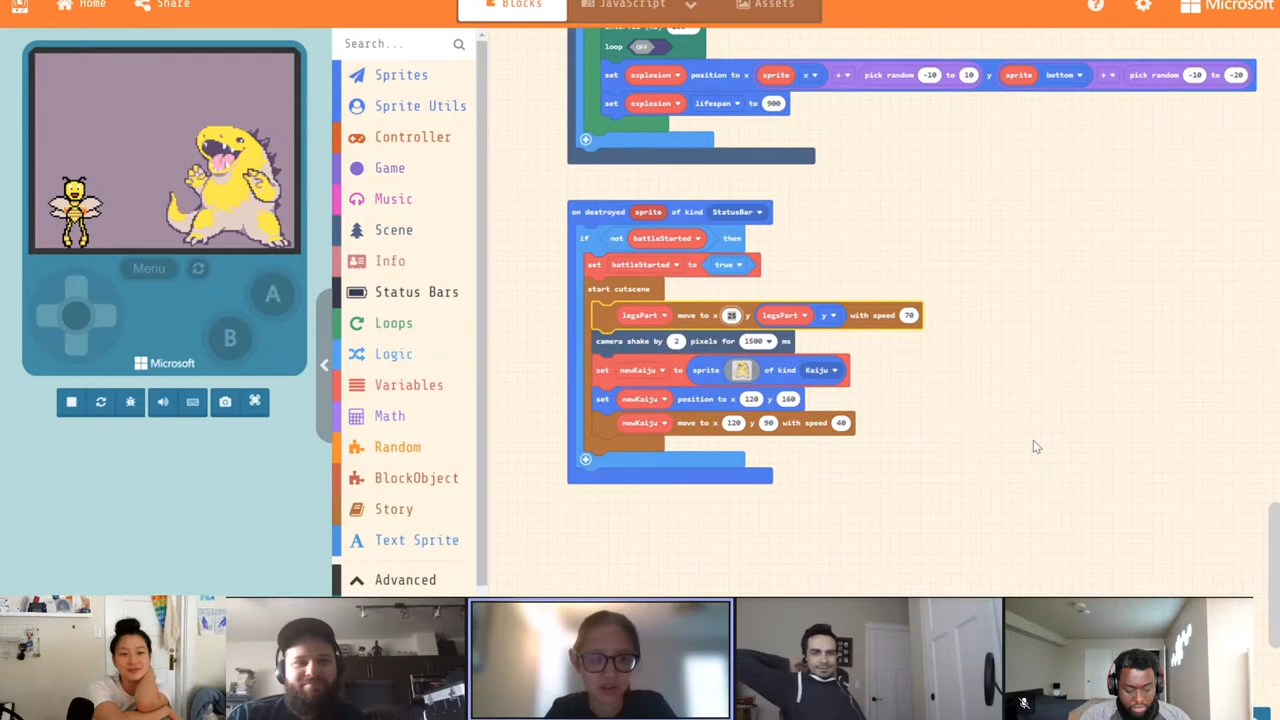 Home Share Blocks JavaScript Assets Microsoft
Search...
Sprites
Sprite Utils
Controller
Game
Music
Scene
Info
Status Bars
Loops
Logic
Variables
Math
Random
BlockObject
Story
Text Sprite
Advanced
Menu
A
B
Microsoft
loop OFF
set explosion position to x sprite x + pick random -10 to 10 y sprite bottom + pick random -10 to -20
set explosion lifespan to 900
on destroyed sprite of kind StatusBar
if not battleStarted then
set battleStarted to true
start cutscene
legsPart move to x 25 y legsPart y with speed 70
camera shake by 2 pixels for 1500 ms
set newKaiju to sprite of kind Kaiju
set newKaiju position to x 120 y 160
newKaiju move to x 120 y 90 with speed 40